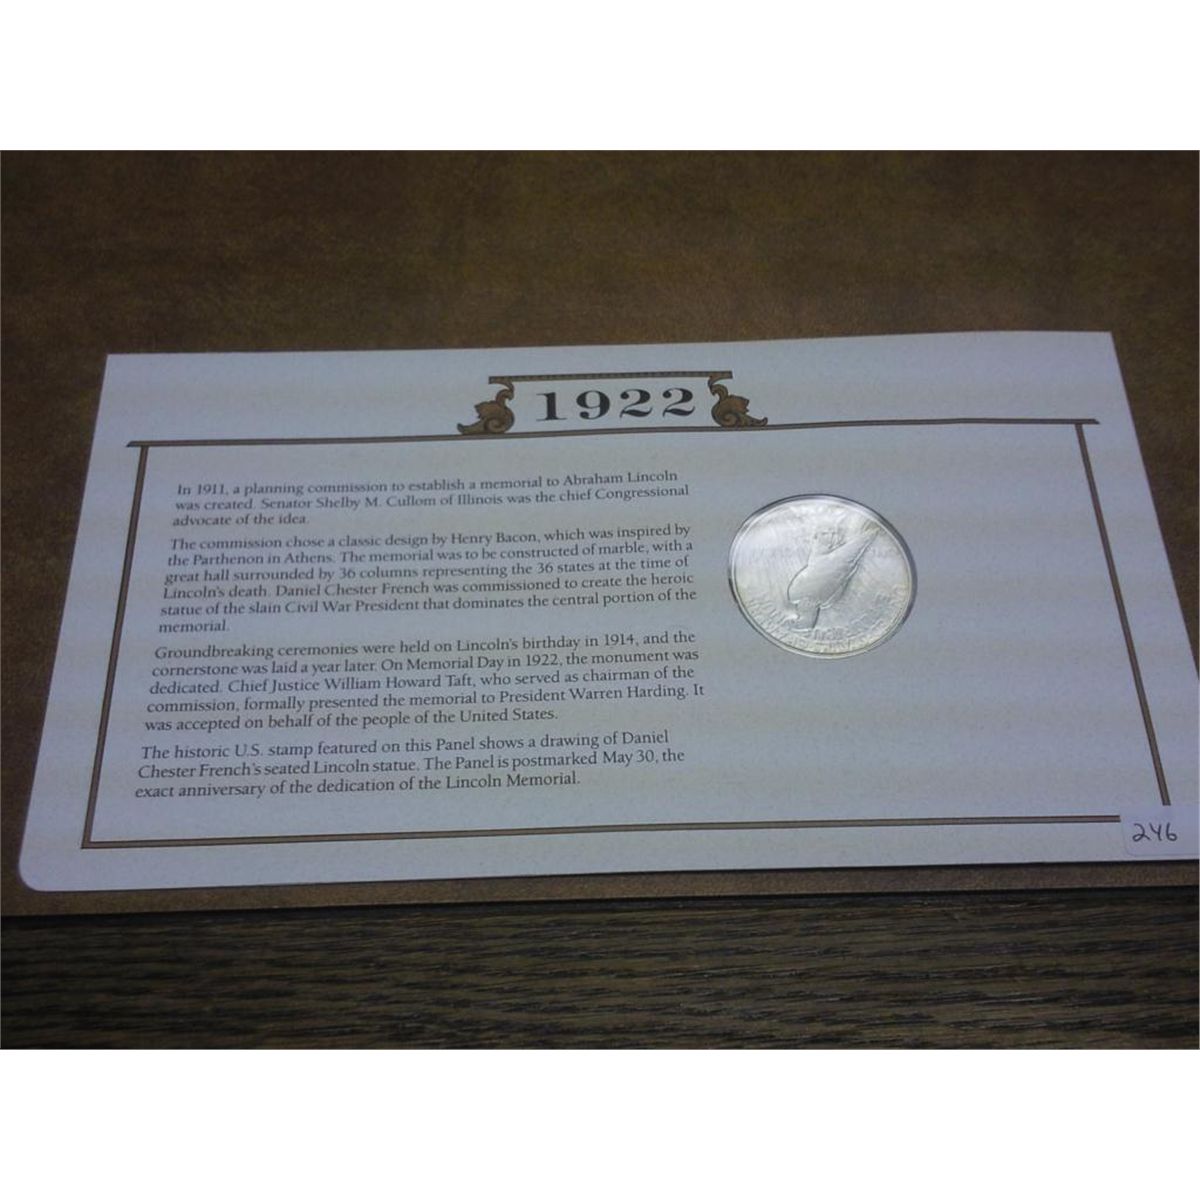 1922
In 1911, a planning commission to establish a memorial to Abraham Lincoln
was created. Senator Shelby M. Cullom of Illinois was the chief Congressional
advocate of the idea.
The commission chose a classic design by Henry Bacon, which was inspired by
the Parthenon in Athens. The memorial was to be constructed of marble, with a
great hall surrounded by 36 columns representing the 36 states at the time of
Lincoln's death. Daniel Chester French was commissioned to create the heroic
statue of the slain Civil War President that dominates the central portion of the
memorial.
Groundbreaking ceremonies were held on Lincoln's birthday in 1914, and the
cornerstone was laid a year later. On Memorial Day in 1922, the monument was
dedicated. Chief Justice William Howard Taft, who served as chairman of the
commission, formally presented the memorial to President Warren Harding. It
was accepted on behalf of the people of the United States.
The historic U.S. stamp featured on this Panel shows a drawing of Daniel
Chester French's seated Lincoln statue. The Panel is postmarked May 30, the
exact anniversary of the dedication of the Lincoln Memorial.
246